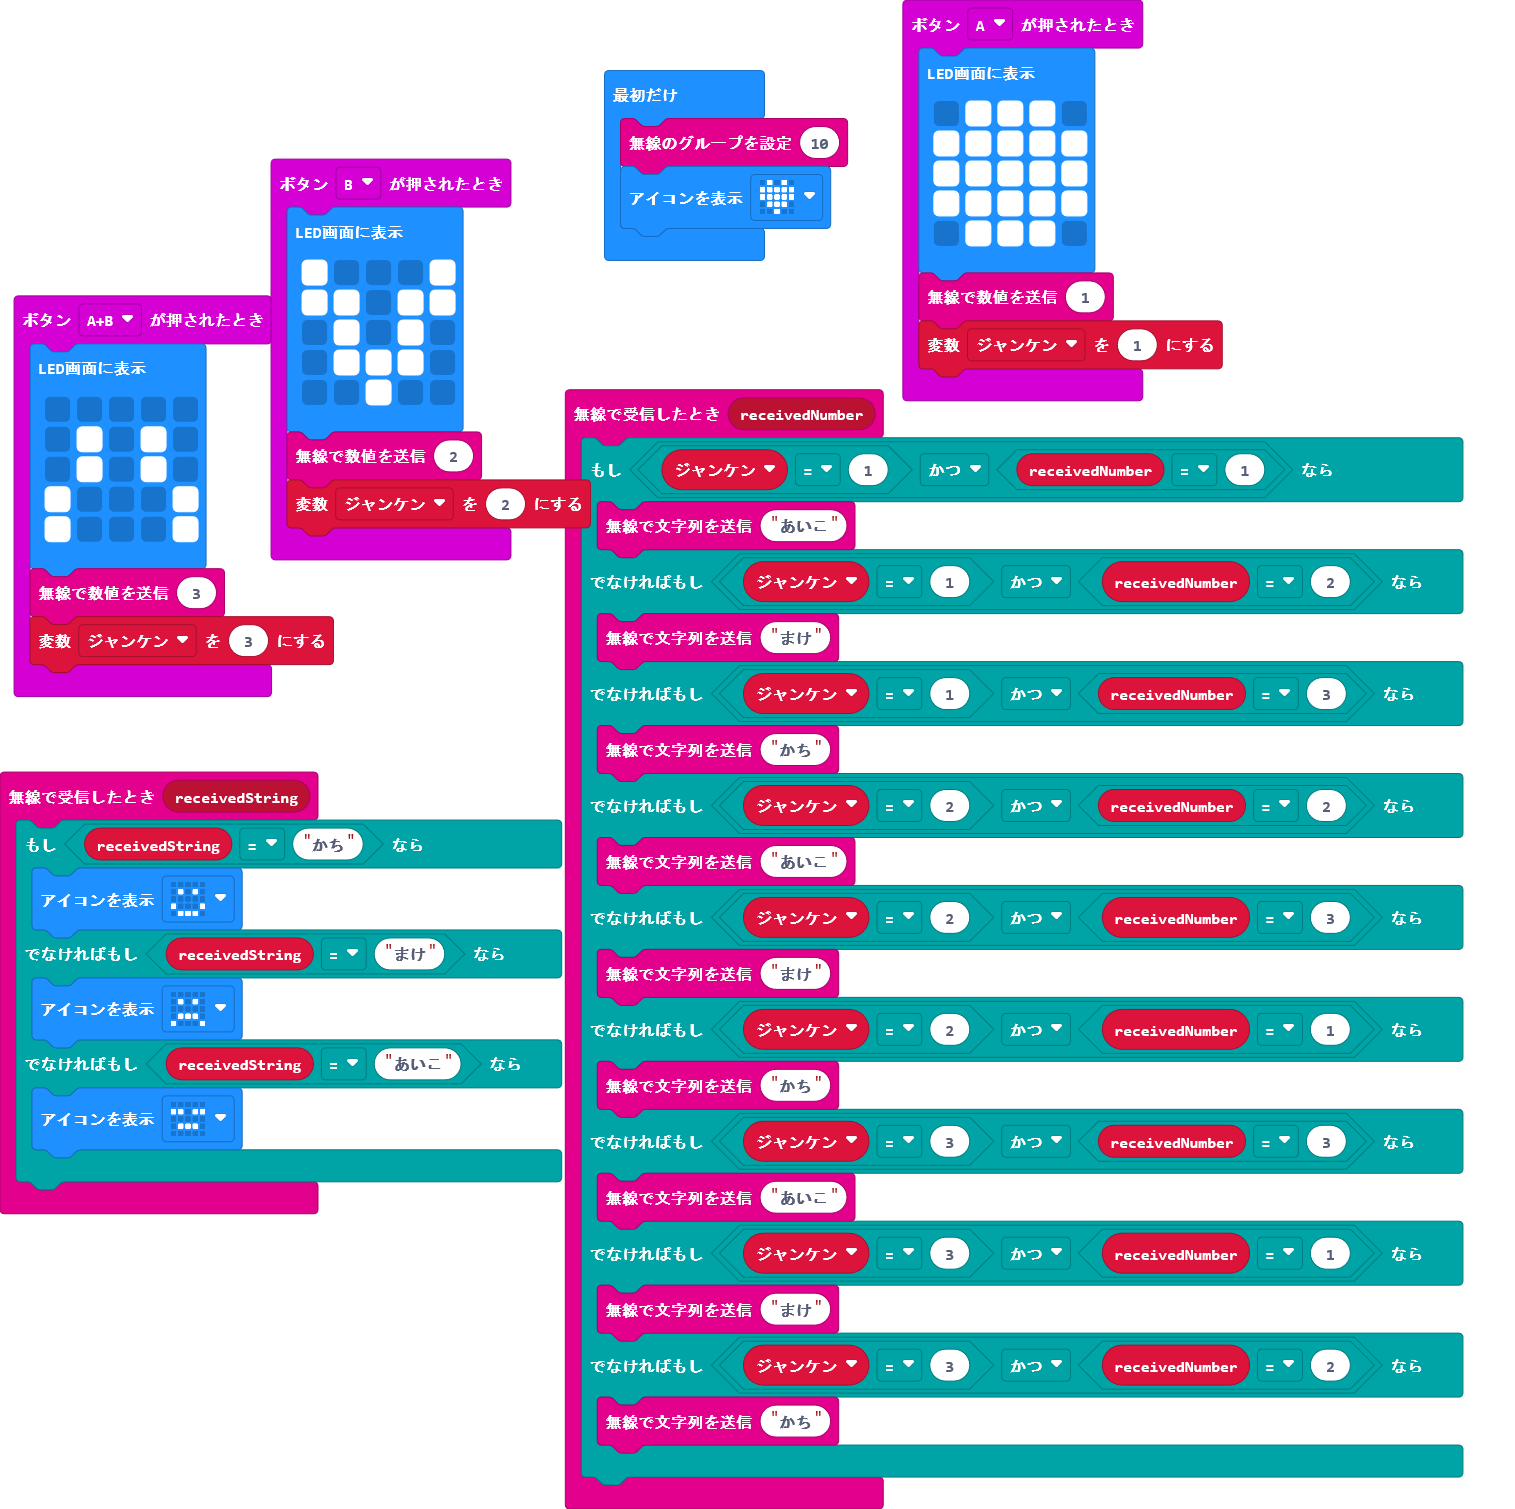 ボタン A が押されたとき
LED画面に表示
無線で数値を送信 1
変数 ジャンケン を 1 にする
最初だけ
無線のグループを設定 10
アイコンを表示
ボタン B が押されたとき
LED画面に表示
無線で数値を送信 2
変数 ジャンケン を 2 にする
ボタン A+B が押されたとき
LED画面に表示
無線で数値を送信 3
変数 ジャンケン を 3 にする
無線で受信したとき receivedNumber
もし ジャンケン = 1 かつ receivedNumber = 1 なら
無線で文字列を送信 "あいこ"
でなければもし ジャンケン = 1 かつ receivedNumber = 2 なら
無線で文字列を送信 "まけ"
でなければもし ジャンケン = 1 かつ receivedNumber = 3 なら
無線で文字列を送信 "かち"
でなければもし ジャンケン = 2 かつ receivedNumber = 2 なら
無線で文字列を送信 "あいこ"
でなければもし ジャンケン = 2 かつ receivedNumber = 3 なら
無線で文字列を送信 "まけ"
でなければもし ジャンケン = 2 かつ receivedNumber = 1 なら
無線で文字列を送信 "かち"
でなければもし ジャンケン = 3 かつ receivedNumber = 3 なら
無線で文字列を送信 "あいこ"
でなければもし ジャンケン = 3 かつ receivedNumber = 1 なら
無線で文字列を送信 "まけ"
でなければもし ジャンケン = 3 かつ receivedNumber = 2 なら
無線で文字列を送信 "かち"
無線で受信したとき receivedString
もし receivedString = "かち" なら
アイコンを表示
でなければもし receivedString = "まけ" なら
アイコンを表示
でなければもし receivedString = "あいこ" なら
アイコンを表示